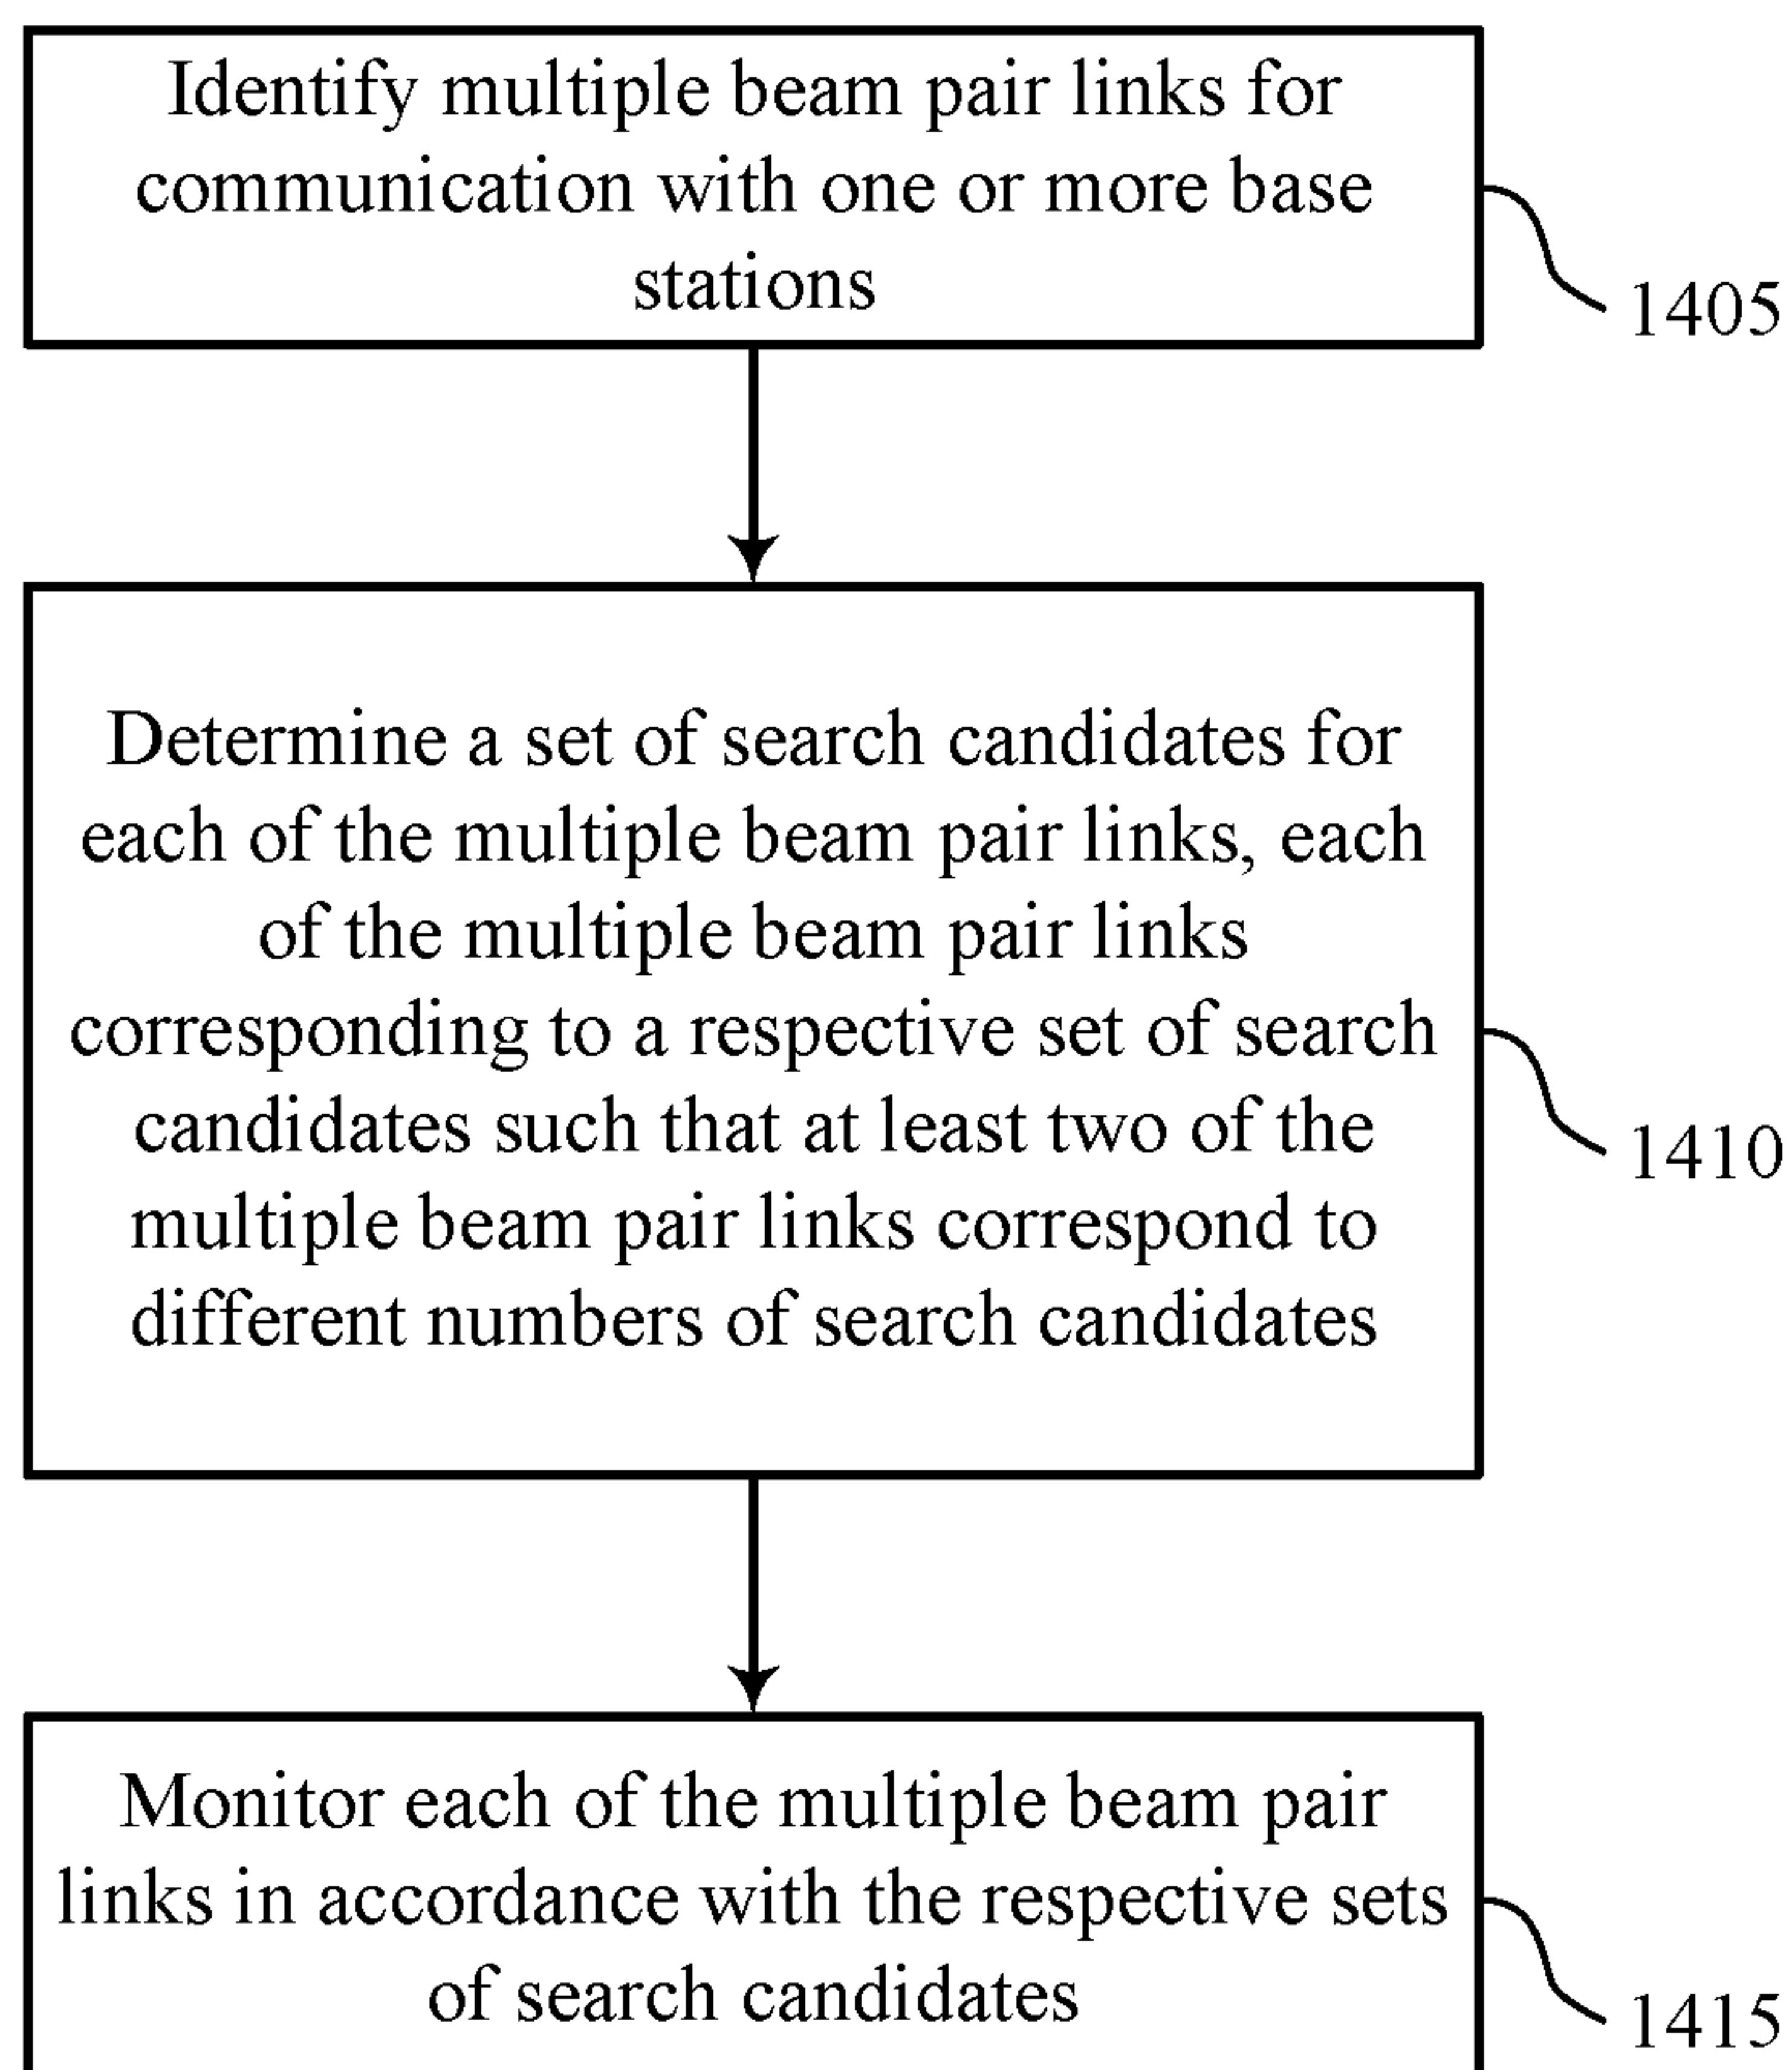 Identify multiple beam pair links for
communication with one or more base
stations
1405
Determine a set of search candidates for
each of the multiple beam pair links, each
of the multiple beam pair links
corresponding to a respective set of search
candidates such that at least two of the
multiple beam pair links correspond to
different numbers of search candidates
1410
Monitor each of the multiple beam pair
links in accordance with the respective sets
of search candidates
1415